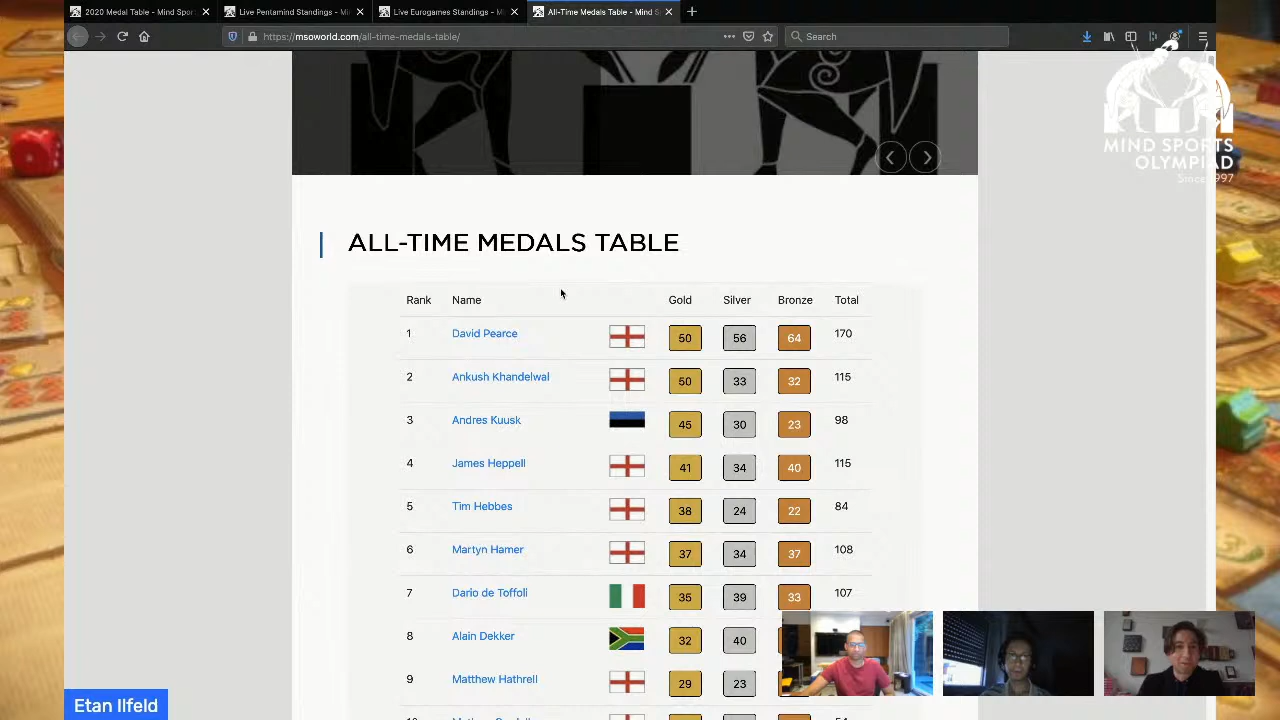 2020 Medal Table - Mind Spor
Live Pentamind Standings - Mi
Live Eurogames Standings - M
All-Time Medals Table - Mind S
https://msoworld.com/all-time-medals-table/
Search
MIND SPORTS
OLYMPIAD
Since 1997
ALL-TIME MEDALS TABLE
Rank Name Gold Silver Bronze Total
1 David Pearce 50 56 64 170
2 Ankush Khandelwal 50 33 32 115
3 Andres Kuusk 45 30 23 98
4 James Heppell 41 34 40 115
5 Tim Hebbes 38 24 22 84
6 Martyn Hamer 37 34 37 108
7 Dario de Toffoli 35 39 33 107
8 Alain Dekker 32 40
9 Matthew Hathrell 29 23
Etan Ilfeld